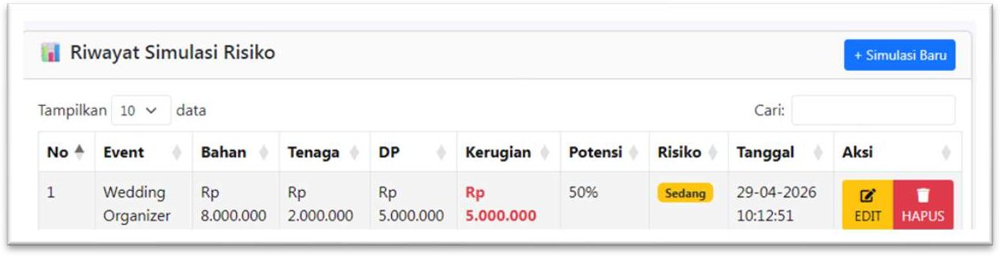 Riwayat Simulasi Risiko
+ Simulasi Baru
Tampilkan 10 data
Cari:
No Event Bahan Tenaga DP Kerugian Potensi Risiko Tanggal Aksi
1 Wedding Rp Rp Rp Rp 50% Sedang 29-04-2026
Organizer 8.000.000 2.000.000 5.000.000 5.000.000 10:12:51 EDIT HAPUS